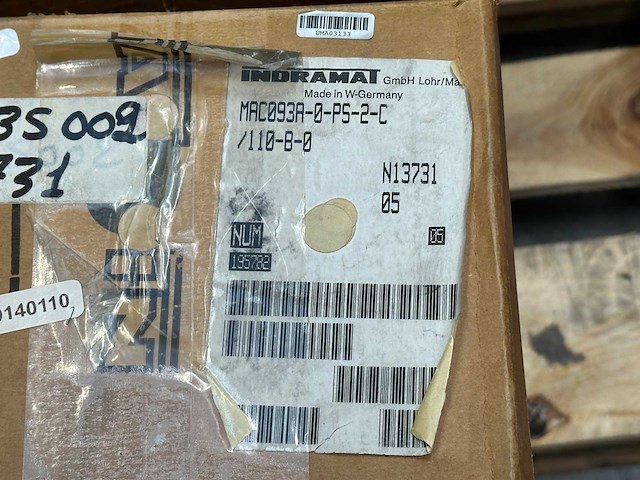 UMA03133
INDRAMAT GmbH Lohr/Ma
Made in W-Germany
MAC093A-0-PS-2-C
/110-B-0
N13731
05
NUM
05
195782
35 009
731
0140110